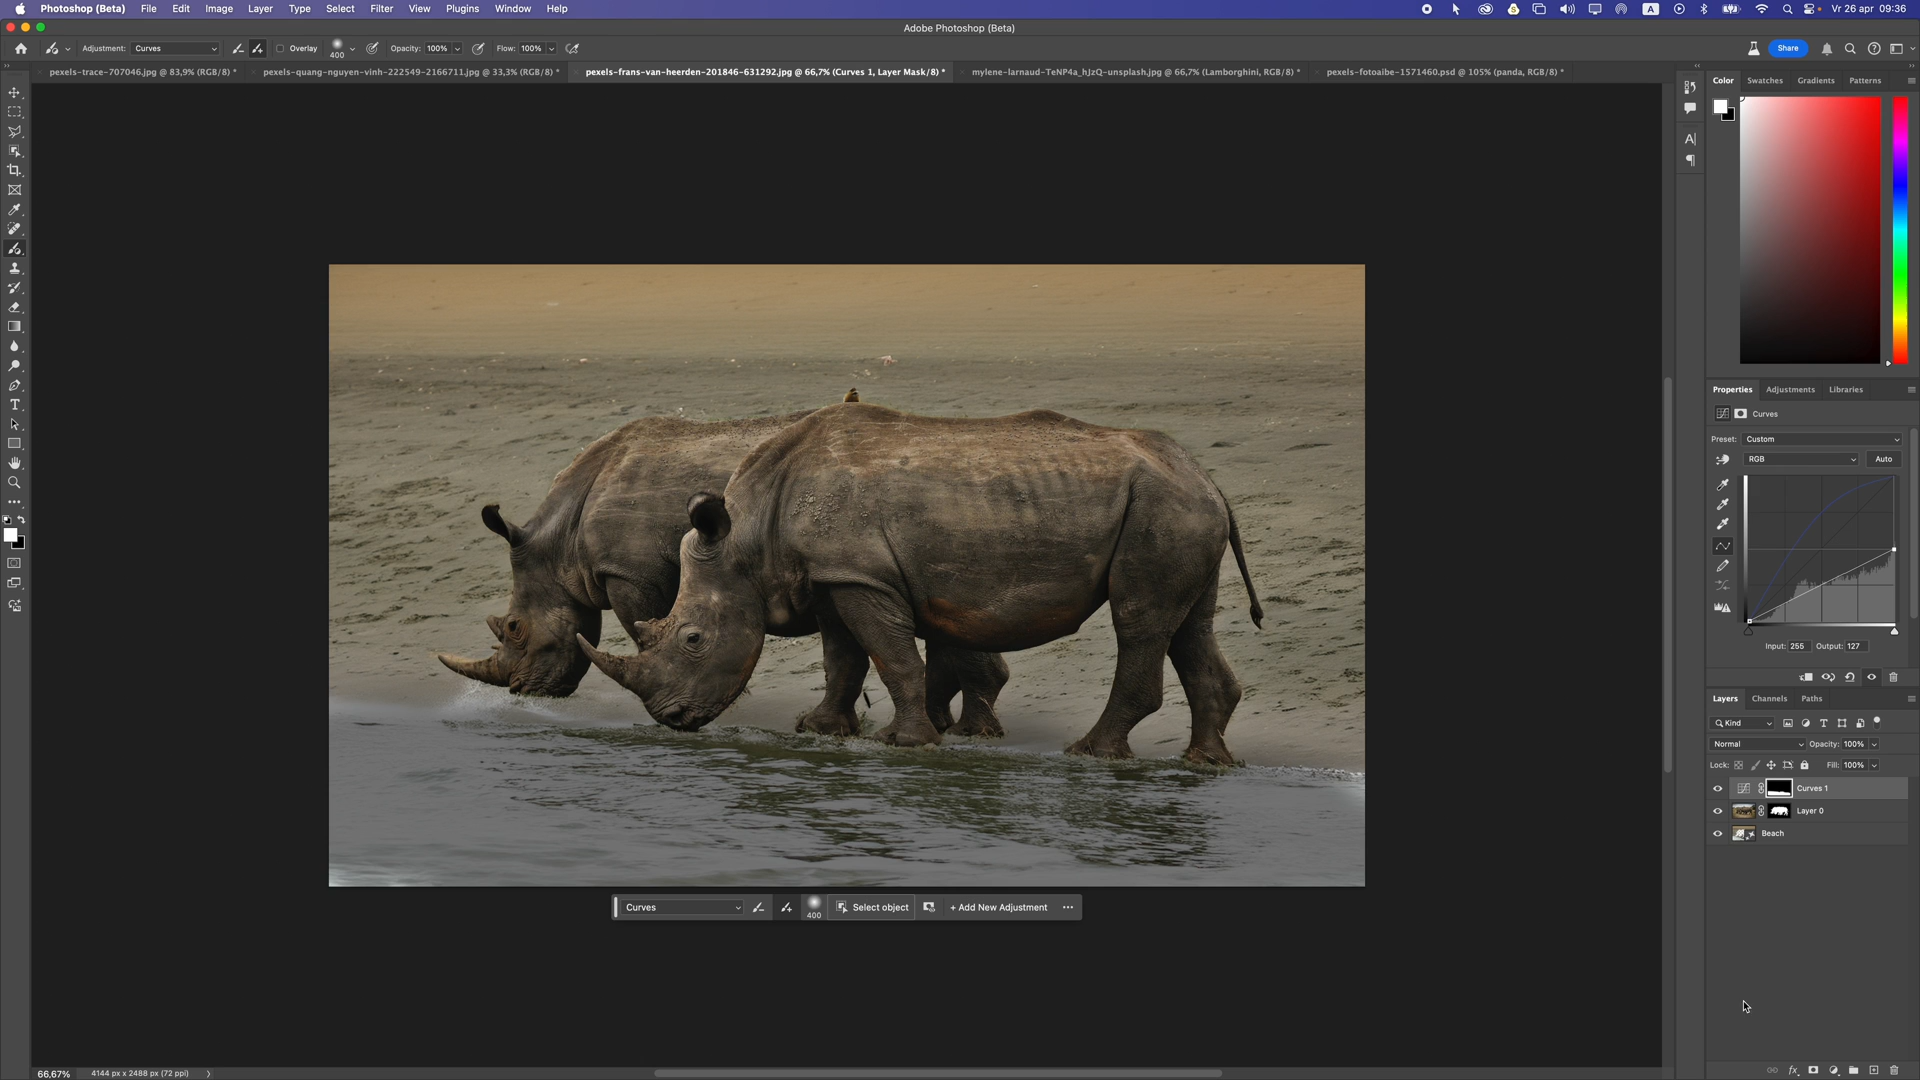 Photoshop (Beta) File Edit Image Layer Type Select Filter View Plugins Window Help A Vr 26 apr 09:36
Adobe Photoshop (Beta)
Adjustment: Curves Overlay 400 Opacity: 100% Flow: 100% Share
pexels-trace-707046.jpg @ 83,9% (RGB/8) * pexels-quang-nguyen-vinh-222549-2166711.jpg @ 33,3% (RGB/8) * pexels-frans-van-heerden-201846-631292.jpg @ 66,7% (Curves 1, Layer Mask/8) * mylene-larnaud-TeNP4a_hJzQ-unsplash.jpg @ 66,7% (Lamborghini, RGB/8) * pexels-fotoaibe-1571460.psd @ 105% (panda, RGB/8) *
Color Swatches Gradients Patterns
Properties Adjustments Libraries
Curves
Preset: Custom
RGB Auto
Input: 255 Output: 127
Layers Channels Paths
Kind
Normal Opacity: 100%
Lock: Fill: 100%
Curves 1
Layer 0
Beach
Curves 400 Select object + Add New Adjustment
66,67% 4144 px x 2488 px (72 ppi)